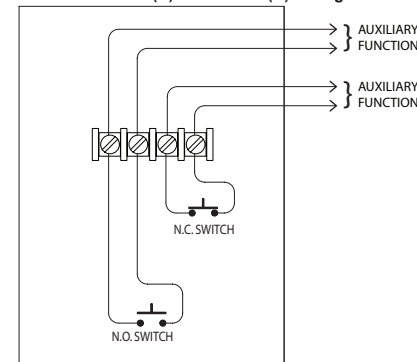 AUXILIARY
FUNCTION
AUXILIARY
FUNCTION
N.C. SWITCH
N.O. SWITCH